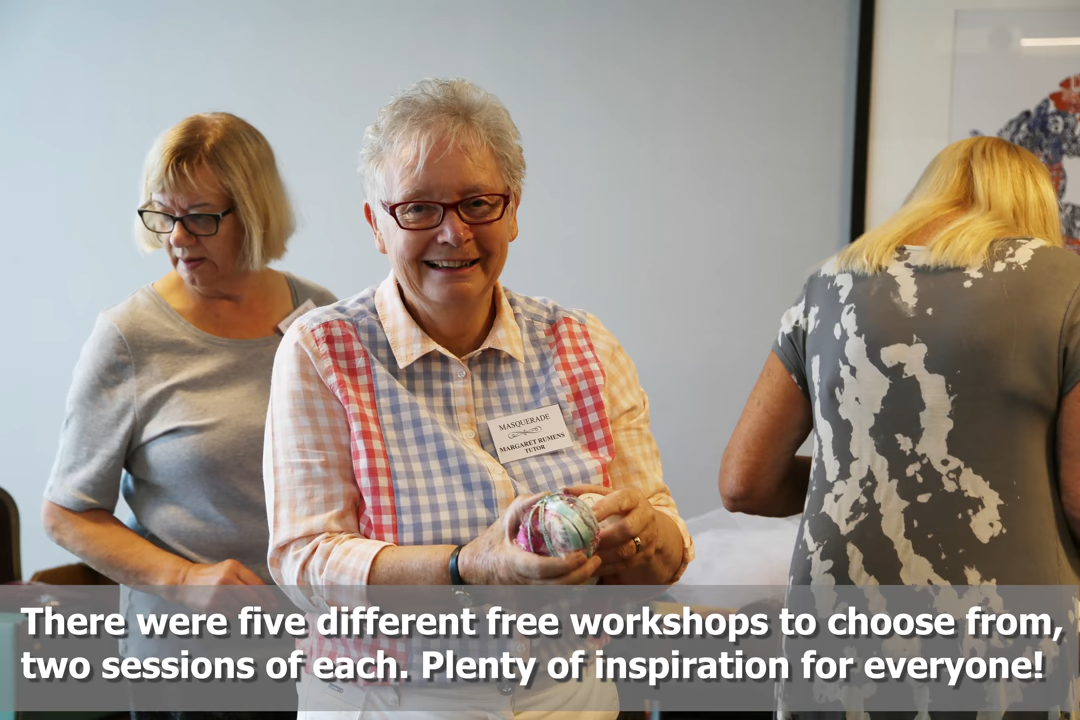 MASQUERADE
MARGARET RUMENS
TUTOR
There were five different free workshops to choose from,
two sessions of each. Plenty of inspiration for everyone!